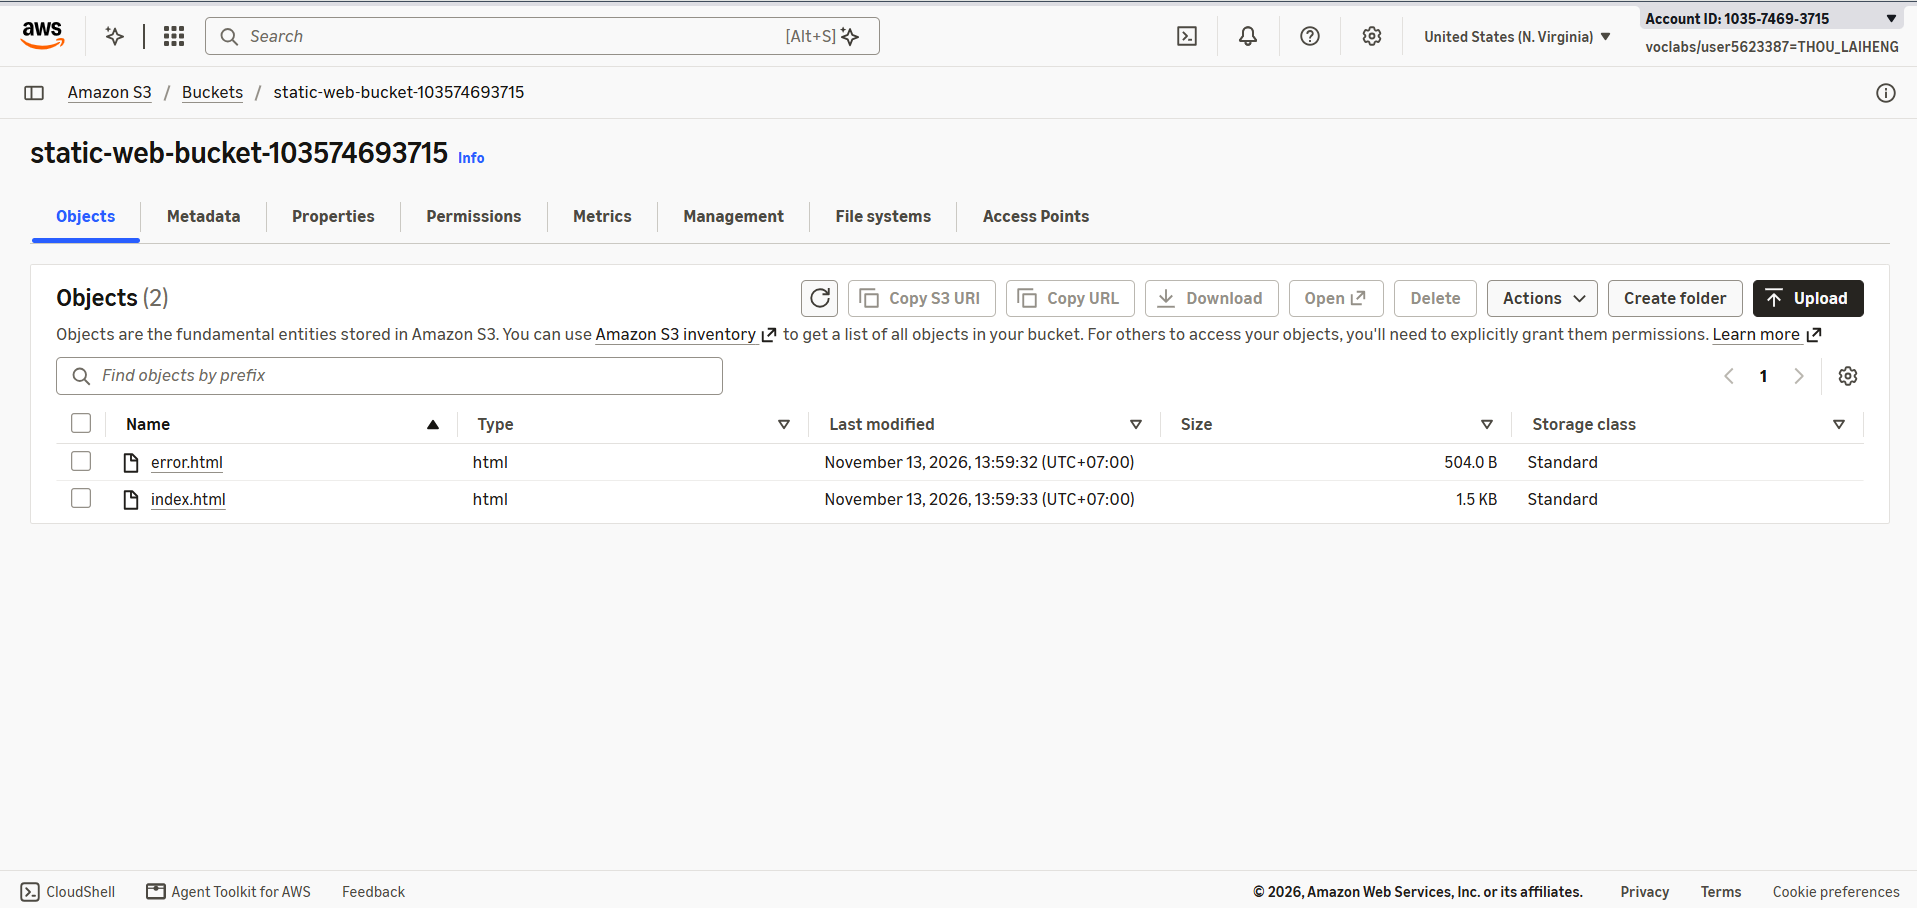 aws Search [Alt+S] United States (N. Virginia) Account ID: 1035-7469-3715
voclabs/user5623387=THOU_LAIHENG
Amazon S3 / Buckets / static-web-bucket-103574693715
static-web-bucket-103574693715 Info
Objects Metadata Properties Permissions Metrics Management File systems Access Points
Objects (2) Copy S3 URI Copy URL Download Open Delete Actions Create folder Upload
Objects are the fundamental entities stored in Amazon S3. You can use Amazon S3 inventory to get a list of all objects in your bucket. For others to access your objects, you'll need to explicitly grant them permissions. Learn more
Find objects by prefix 1
Name Type Last modified Size Storage class
error.html html November 13, 2026, 13:59:32 (UTC+07:00) 504.0 B Standard
index.html html November 13, 2026, 13:59:33 (UTC+07:00) 1.5 KB Standard
CloudShell Agent Toolkit for AWS Feedback © 2026, Amazon Web Services, Inc. or its affiliates. Privacy Terms Cookie preferences